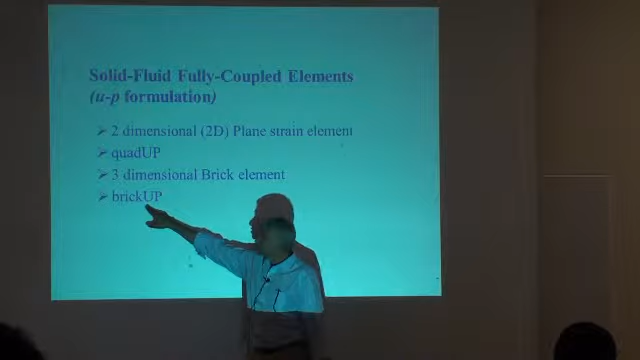 Solid-Fluid Fully-Coupled Elements
(u-p formulation)
➢ 2 dimensional (2D) Plane strain element
➢ quadUP
➢ 3 dimensional Brick element
➢ brickUP